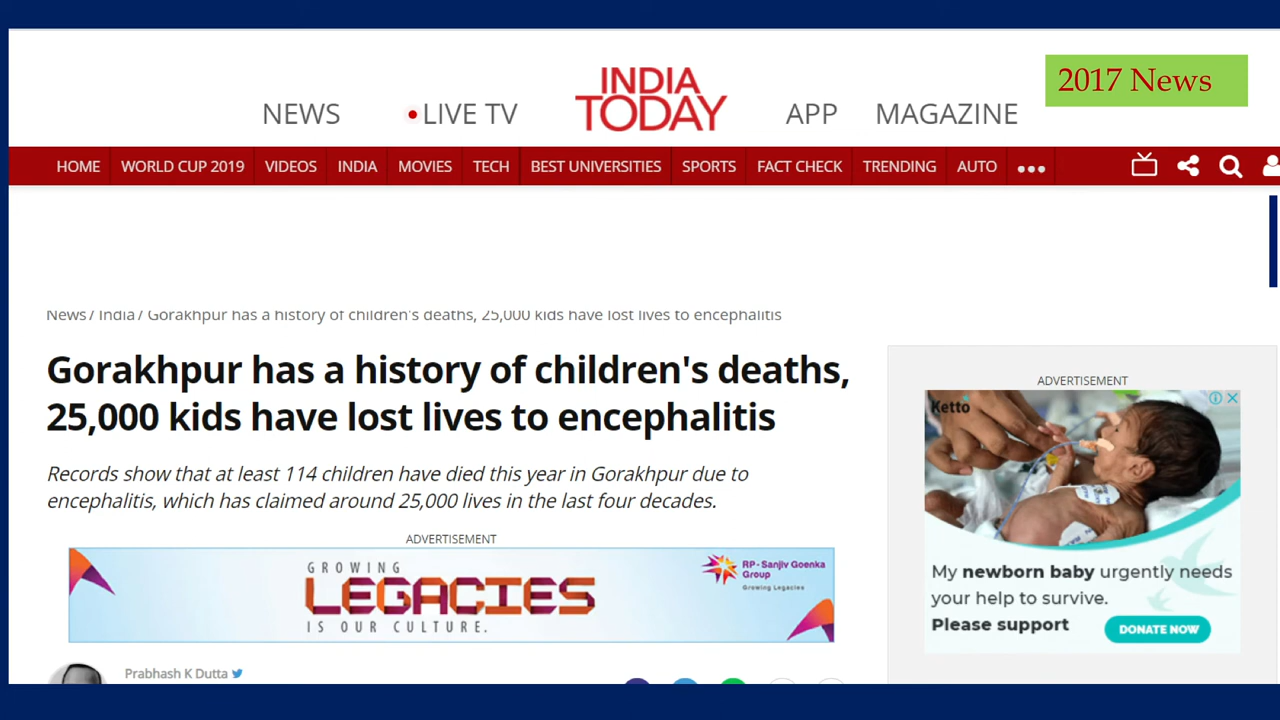 2017 News
INDIA
TODAY
NEWS
LIVE TV
APP
MAGAZINE
HOME
WORLD CUP 2019
VIDEOS
INDIA
MOVIES
TECH
BEST UNIVERSITIES
SPORTS
FACT CHECK
TRENDING
AUTO
News / India / Gorakhpur has a history of children's deaths, 25,000 kids have lost lives to encephalitis
Gorakhpur has a history of children's deaths,
25,000 kids have lost lives to encephalitis
Records show that at least 114 children have died this year in Gorakhpur due to
encephalitis, which has claimed around 25,000 lives in the last four decades.
ADVERTISEMENT
GROWING
LEGACIES
IS OUR CULTURE.
RP-Sanjiv Goenka
Group
Growing Legacies
Prabhash K Dutta
ADVERTISEMENT
Ketto
My newborn baby urgently needs
your help to survive.
Please support
DONATE NOW